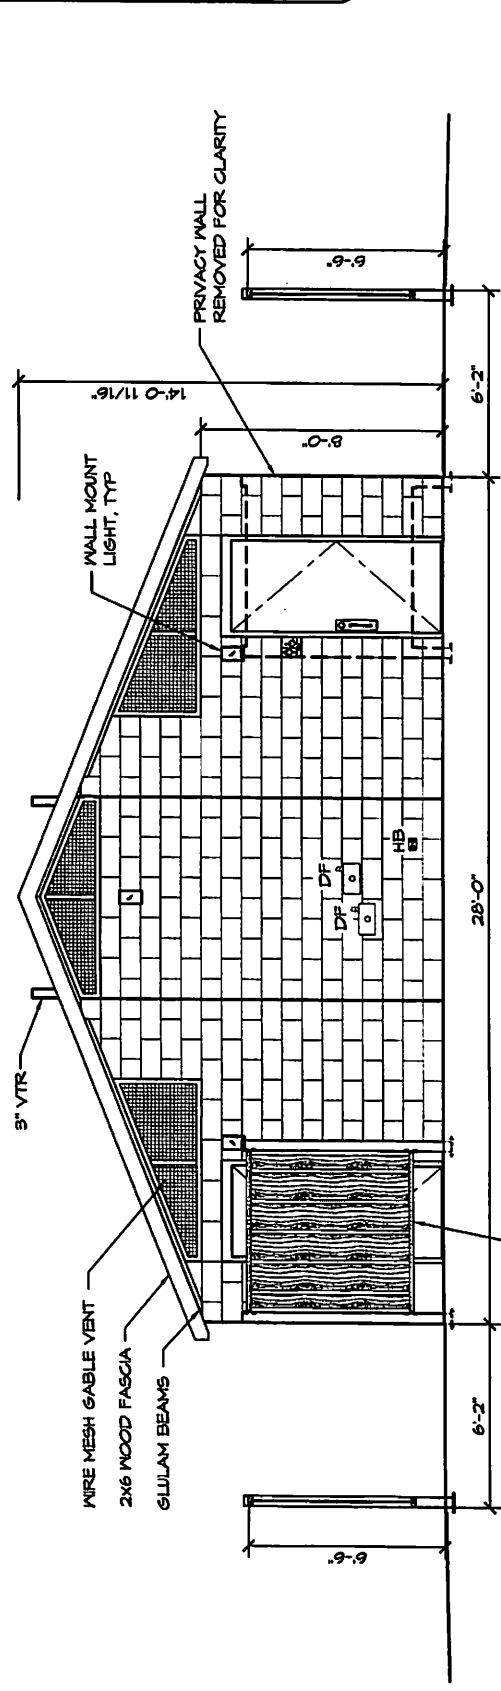 3" VTR
WIRE MESH GABLE VENT
2x6 WOOD FASCIA
GLULAM BEAMS
WALL MOUNT
LIGHT, TYP
PRIVACY WALL
REMOVED FOR CLARITY
14'-0 11/16"
8'-0"
6'-6"
6'-6"
DF
DF
HB
6'-2"
28'-0"
6'-2"